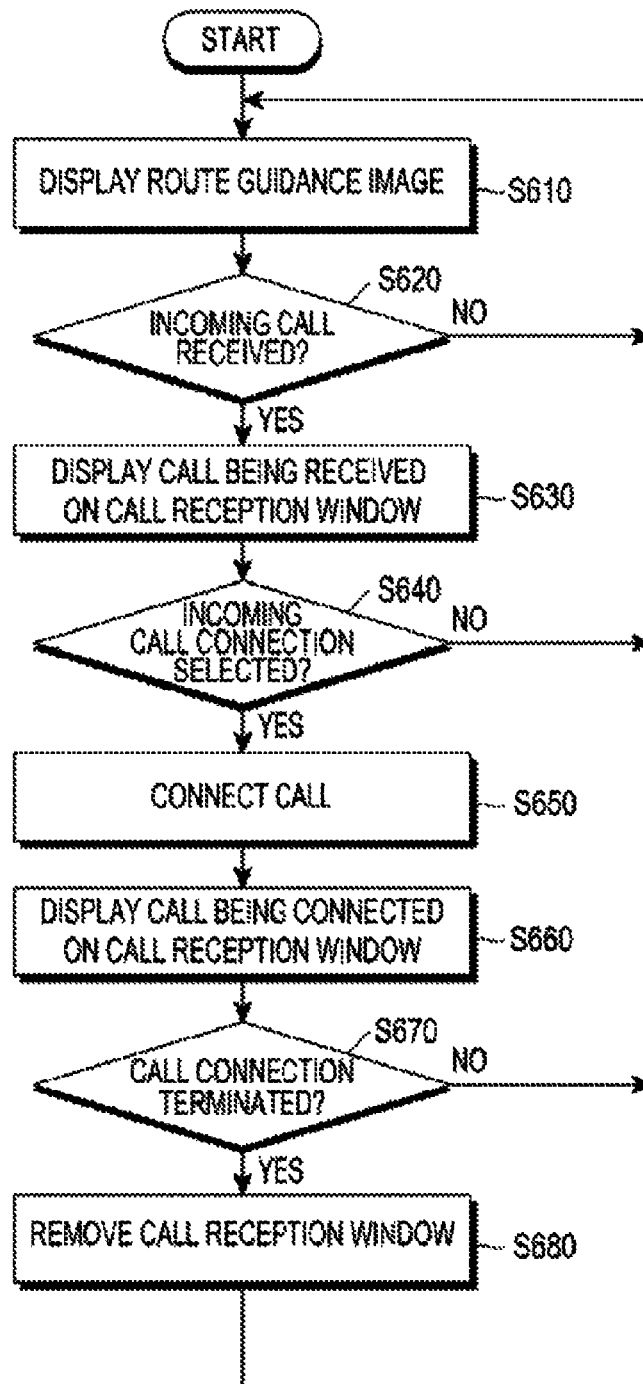 START
DISPLAY ROUTE GUIDANCE IMAGE
S610
S620
INCOMING CALL
RECEIVED?
NO
YES
DISPLAY CALL BEING RECEIVED
ON CALL RECEPTION WINDOW
S630
S640
INCOMING
CALL CONNECTION
SELECTED?
NO
YES
CONNECT CALL
S650
DISPLAY CALL BEING CONNECTED
ON CALL RECEPTION WINDOW
S660
S670
CALL CONNECTION
TERMINATED?
NO
YES
REMOVE CALL RECEPTION WINDOW
S680